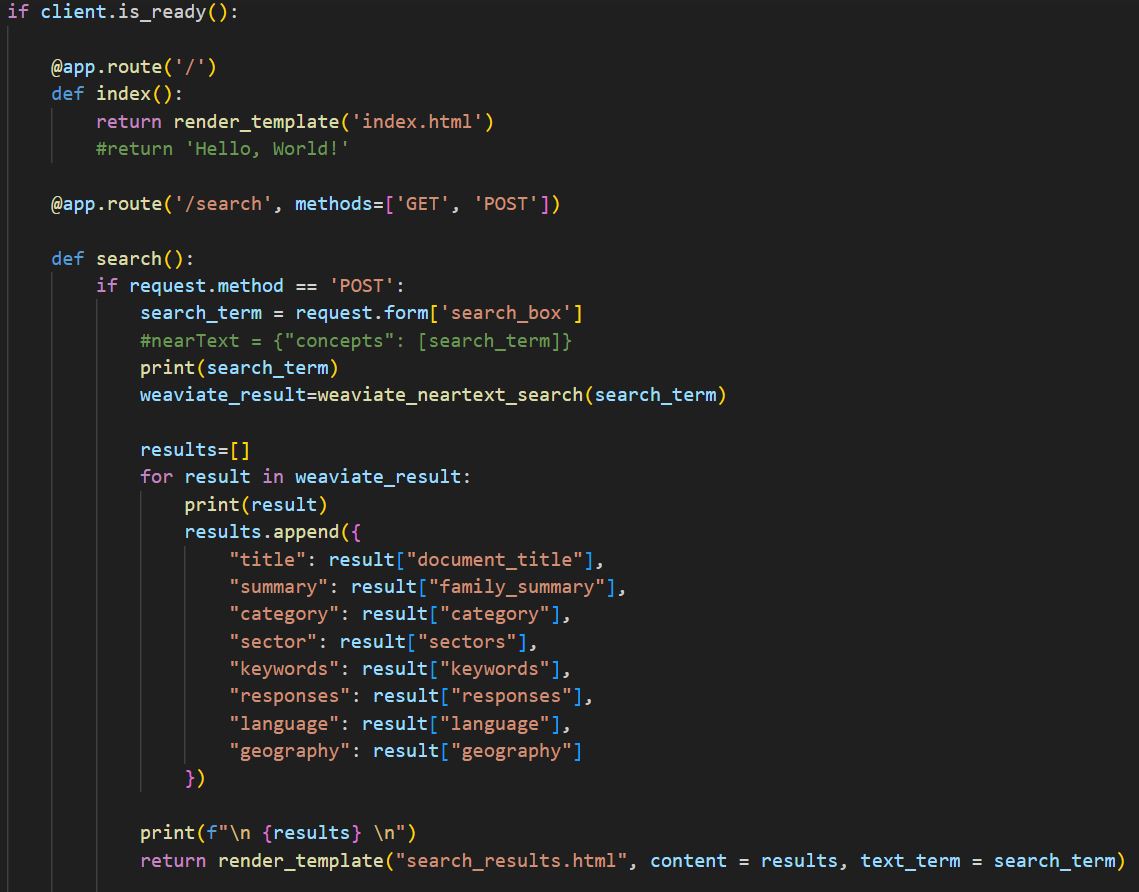 if client.is_ready():
@app.route('/')
def index():
return render_template('index.html')
#return 'Hello, World!'
@app.route('/search', methods=['GET', 'POST'])
def search():
if request.method == 'POST':
search_term = request.form['search_box']
#nearText = {"concepts": [search_term]}
print(search_term)
weaviate_result=weaviate_neartext_search(search_term)
results=[]
for result in weaviate_result:
print(result)
results.append({
"title": result["document_title"],
"summary": result["family_summary"],
"category": result["category"],
"sector": result["sectors"],
"keywords": result["keywords"],
"responses": result["responses"],
"language": result["language"],
"geography": result["geography"]
})
print(f"\n {results} \n")
return render_template("search_results.html", content = results, text_term = search_term)